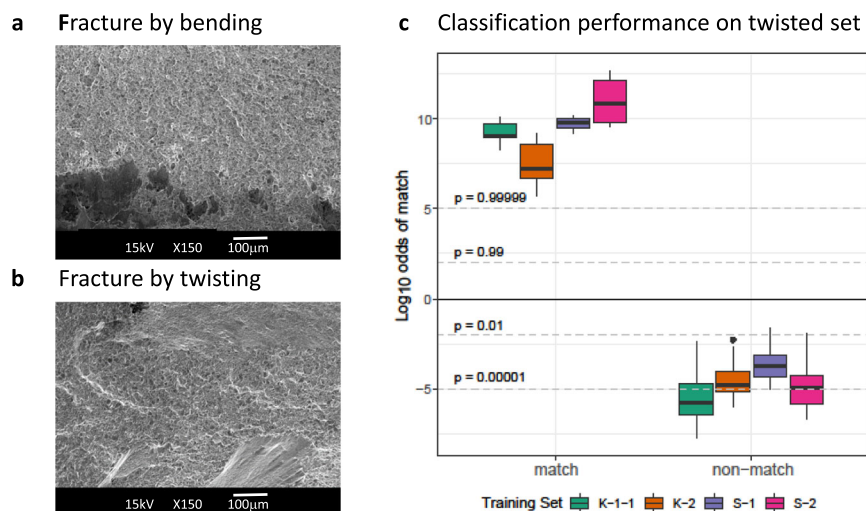 a Fracture by bending
15kV X150 100µm
b Fracture by twisting
15kV X150 100µm
c Classification performance on twisted set
Log10 odds of match
10
5
0
−5
p = 0.99999
p = 0.99
p = 0.01
p = 0.00001
match non−match
Training Set K−1−1 K−2 S−1 S−2